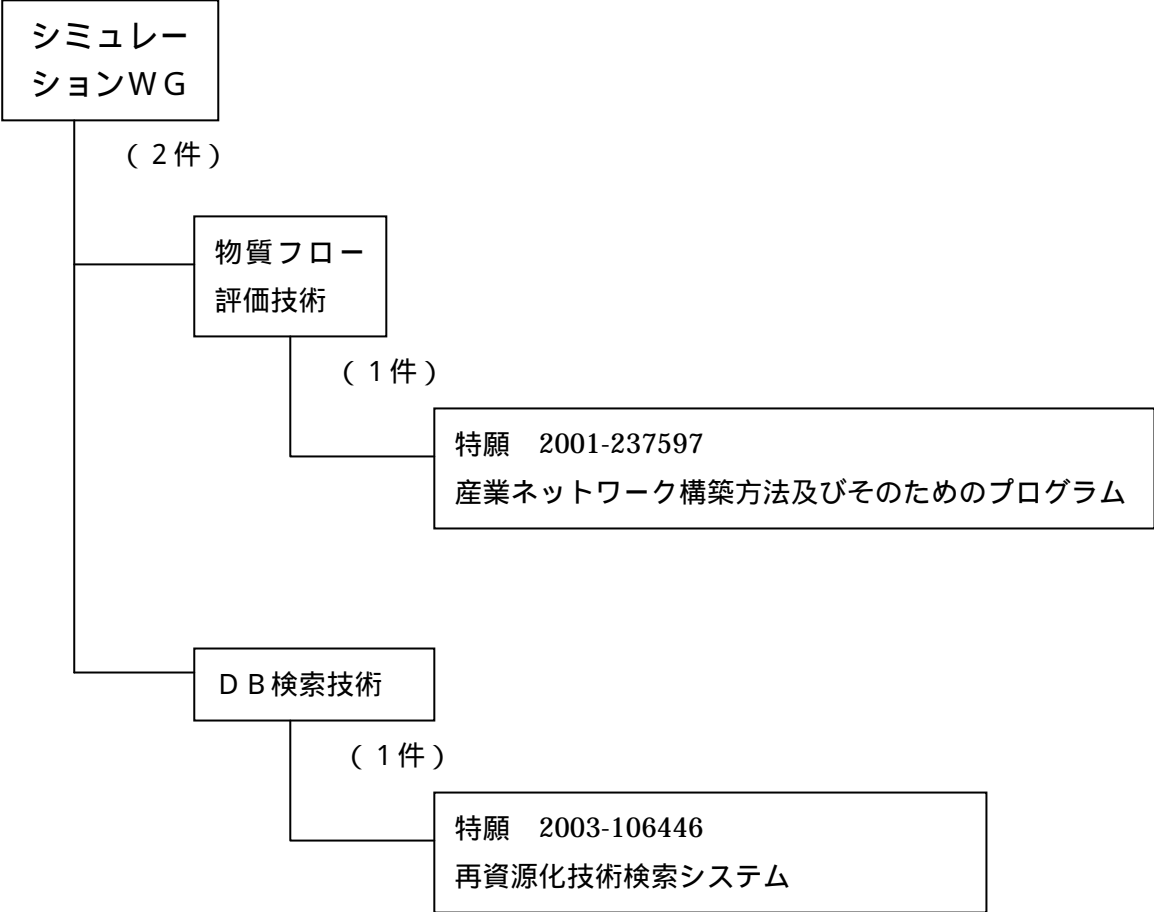 シミュレー
ションＷＧ
（２件）
物質フロー
評価技術
（１件）
特願　2001-237597
産業ネットワーク構築方法及びそのためのプログラム
ＤＢ検索技術
（１件）
特願　2003-106446
再資源化技術検索システム